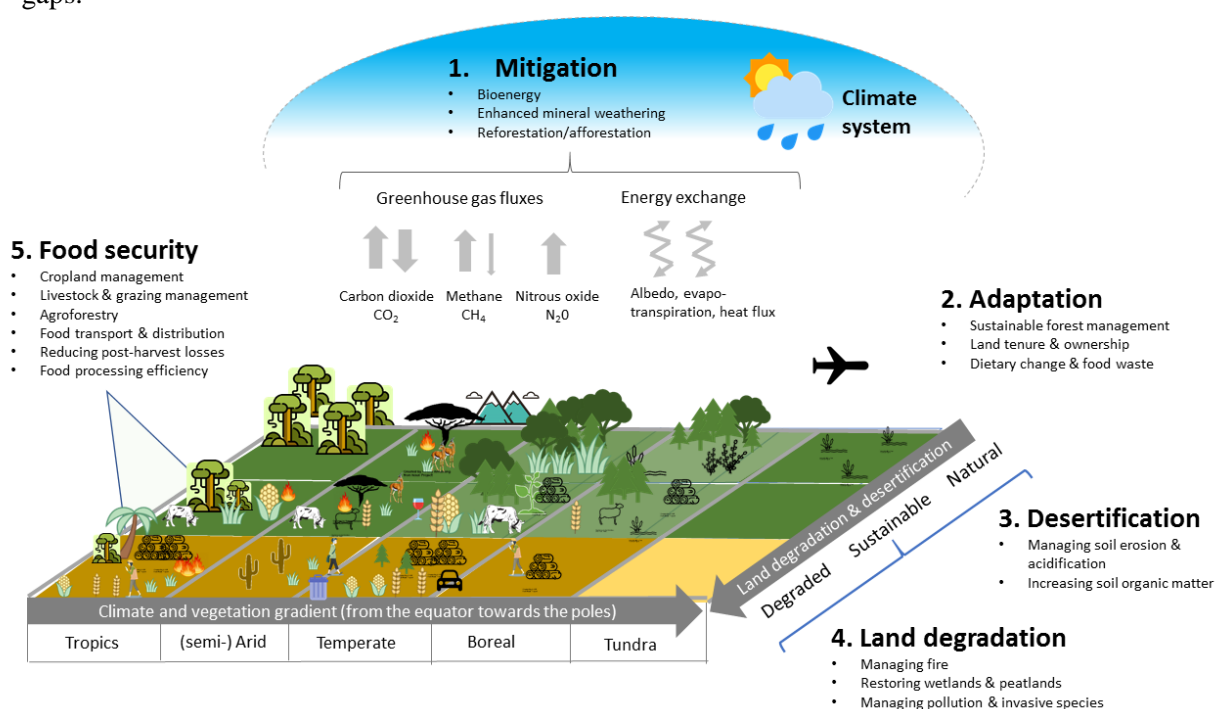 gaps.
1. Mitigation
• Bioenergy
• Enhanced mineral weathering
• Reforestation/afforestation
Climate
system
Greenhouse gas fluxes
Energy exchange
Carbon dioxide
CO₂
Methane
CH₄
Nitrous oxide
N₂0
Albedo, evapo-
transpiration, heat flux
5. Food security
• Cropland management
• Livestock & grazing management
• Agroforestry
• Food transport & distribution
• Reducing post-harvest losses
• Food processing efficiency
2. Adaptation
• Sustainable forest management
• Land tenure & ownership
• Dietary change & food waste
Land degradation & desertification
Natural
Sustainable
Degraded
3. Desertification
• Managing soil erosion &
acidification
• Increasing soil organic matter
4. Land degradation
• Managing fire
• Restoring wetlands & peatlands
• Managing pollution & invasive species
Climate and vegetation gradient (from the equator towards the poles)
Tropics
(semi-) Arid
Temperate
Boreal
Tundra